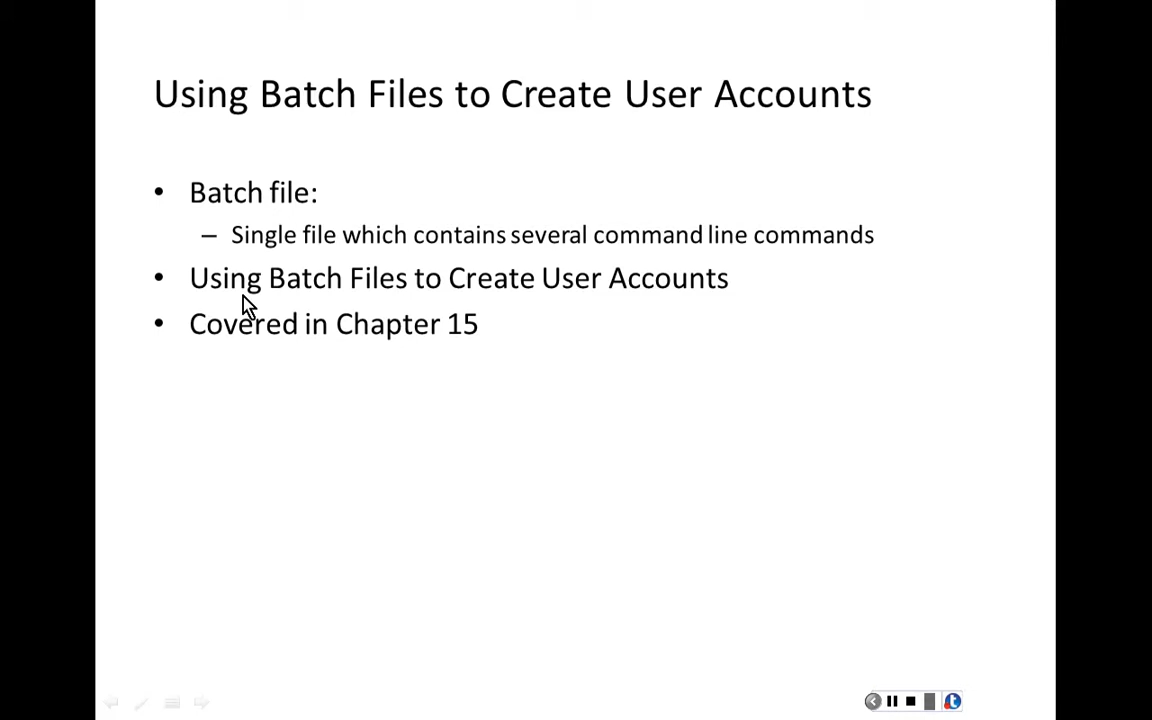 Using Batch Files to Create User Accounts
• Batch file:
– Single file which contains several command line commands
• Using Batch Files to Create User Accounts
• Covered in Chapter 15